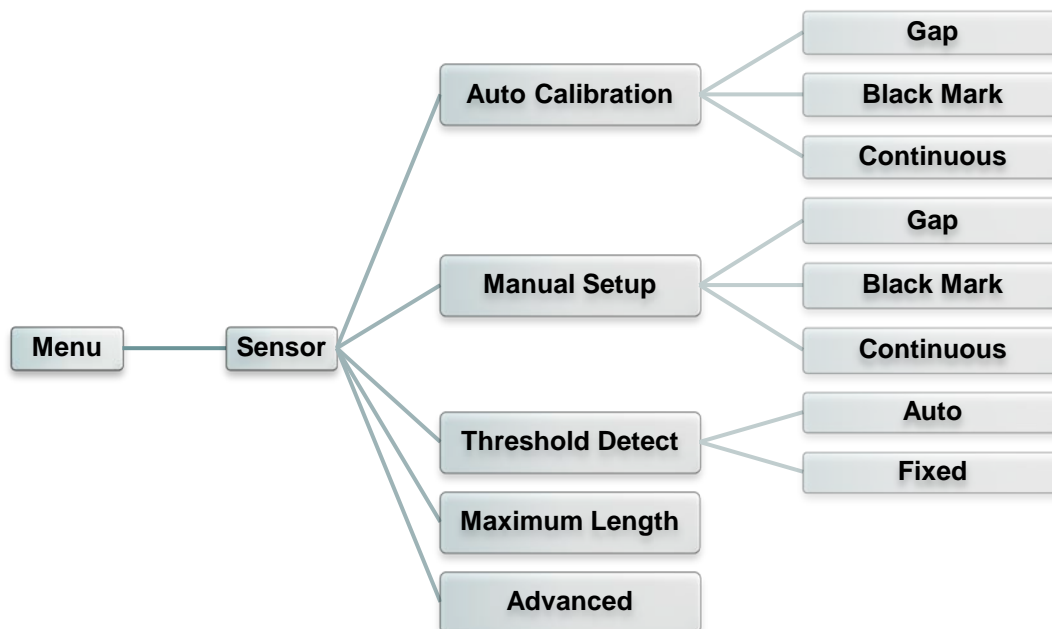 Menu
Sensor
Auto Calibration
Gap
Black Mark
Continuous
Manual Setup
Gap
Black Mark
Continuous
Threshold Detect
Auto
Fixed
Maximum Length
Advanced